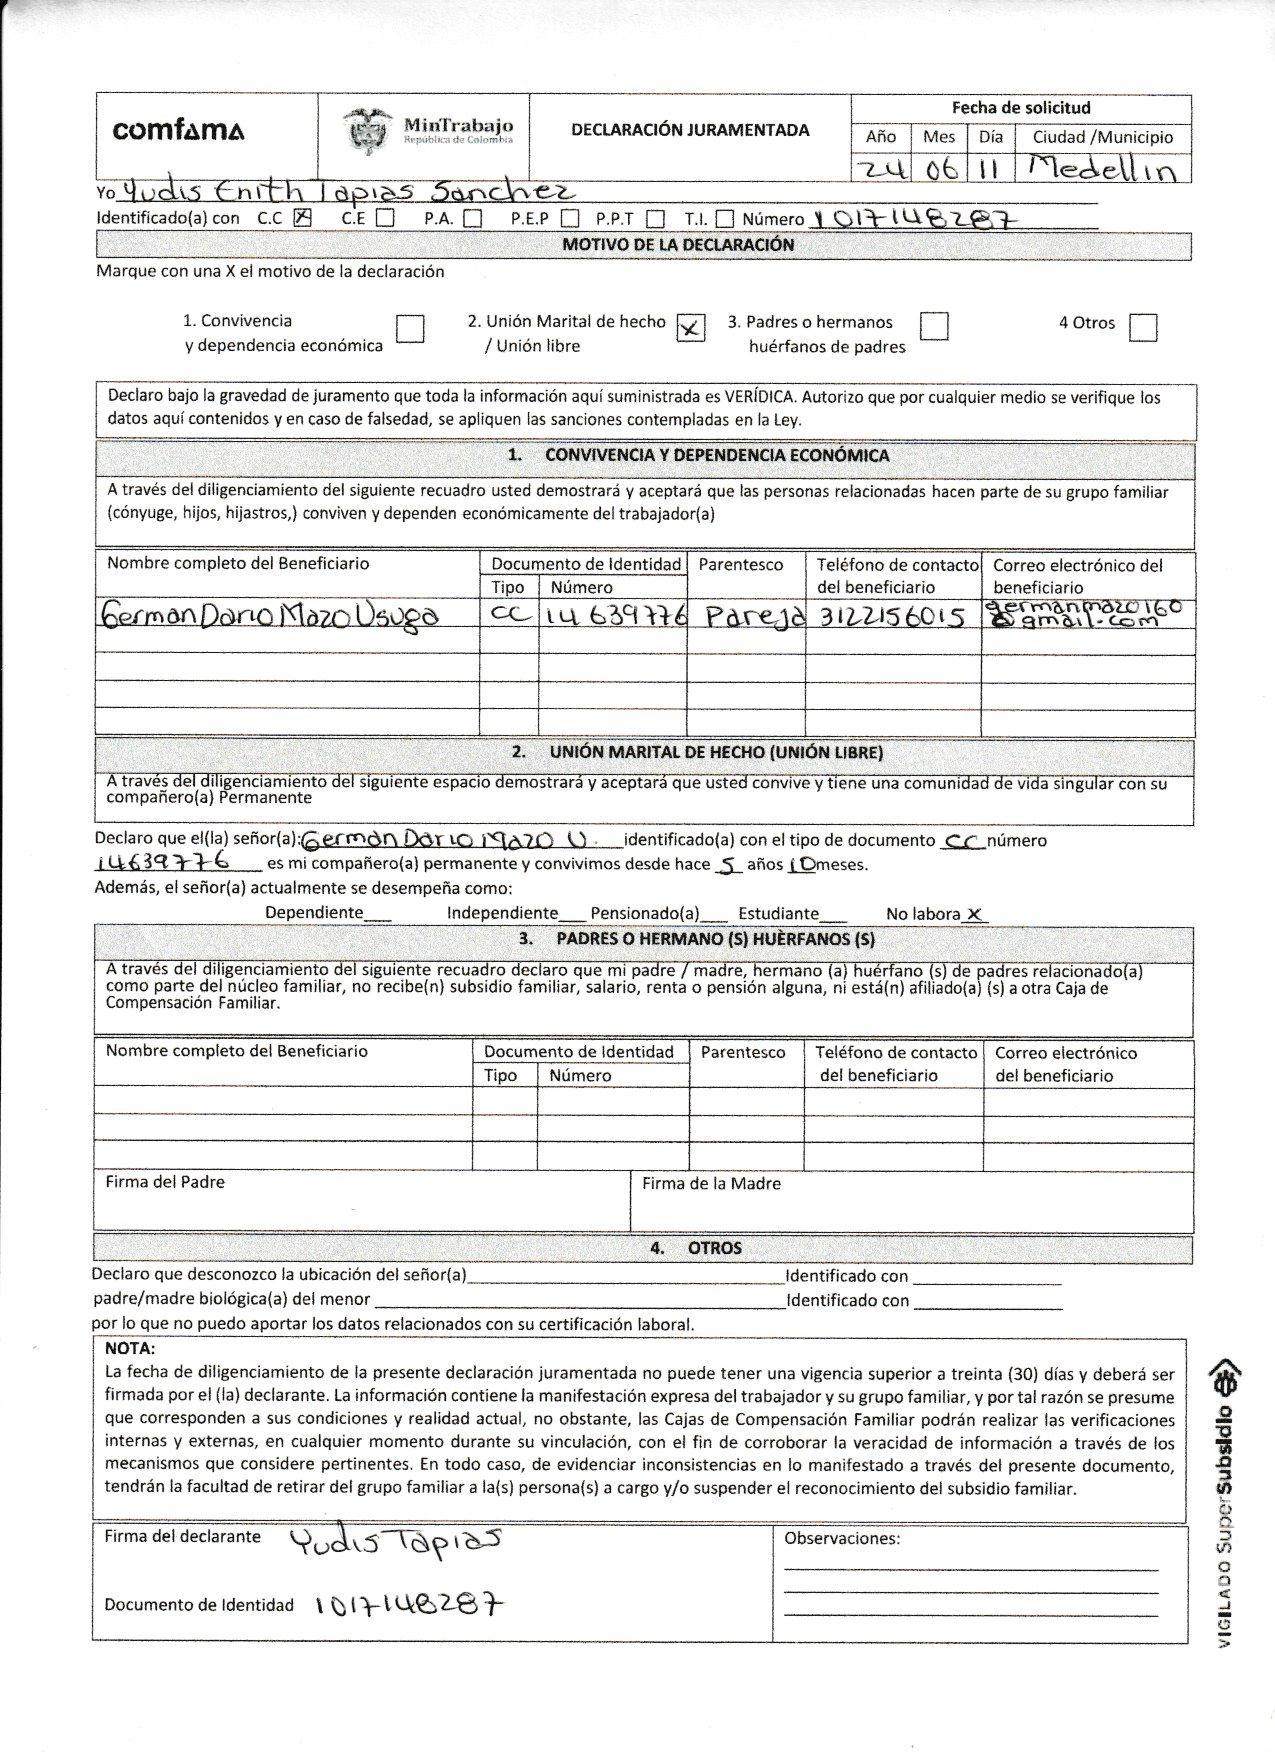 comfama
MinTrabajo
República de Colombia
DECLARACIÓN JURAMENTADA
Fecha de solicitud
Año Mes Día Ciudad /Municipio
24 06 11 Medellin
Yo Yudis Enith Tapias Sanchez
Identificado(a) con C.C X C.E P.A. P.E.P P.P.T T.I. Número 1017148287
MOTIVO DE LA DECLARACIÓN
Marque con una X el motivo de la declaración
1. Convivencia y dependencia económica
2. Unión Marital de hecho / Unión libre X
3. Padres o hermanos huérfanos de padres
4 Otros
Declaro bajo la gravedad de juramento que toda la información aquí suministrada es VERÍDICA. Autorizo que por cualquier medio se verifique los
datos aquí contenidos y en caso de falsedad, se apliquen las sanciones contempladas en la Ley.
1. CONVIVENCIA Y DEPENDENCIA ECONÓMICA
A través del diligenciamiento del siguiente recuadro usted demostrará y aceptará que las personas relacionadas hacen parte de su grupo familiar
(cónyuge, hijos, hijastros,) conviven y dependen económicamente del trabajador(a)
Nombre completo del Beneficiario Documento de Identidad Parentesco Teléfono de contacto Correo electrónico del
Tipo Número del beneficiario beneficiario
German Dario Mazo Usuga CC 14 639776 Pareja 3122156015 germanmazo160
@gmail.com
2. UNIÓN MARITAL DE HECHO (UNIÓN LIBRE)
A través del diligenciamiento del siguiente espacio demostrará y aceptará que usted convive y tiene una comunidad de vida singular con su
compañero(a) Permanente
Declaro que el(la) señor(a): German Dario Mazo U. identificado(a) con el tipo de documento CC número
14639776 es mi compañero(a) permanente y convivimos desde hace 5 años 10 meses.
Además, el señor(a) actualmente se desempeña como:
Dependiente___ Independiente___ Pensionado(a)___ Estudiante___ No labora X
3. PADRES O HERMANO (S) HUÈRFANOS (S)
A través del diligenciamiento del siguiente recuadro declaro que mi padre / madre, hermano (a) huérfano (s) de padres relacionado(a)
como parte del núcleo familiar, no recibe(n) subsidio familiar, salario, renta o pensión alguna, ni está(n) afiliado(a) (s) a otra Caja de
Compensación Familiar.
Nombre completo del Beneficiario Documento de Identidad Parentesco Teléfono de contacto Correo electrónico
Tipo Número del beneficiario del beneficiario
Firma del Padre Firma de la Madre
4. OTROS
Declaro que desconozco la ubicación del señor(a)___ Identificado con ___
padre/madre biológica(a) del menor ___ Identificado con ___
por lo que no puedo aportar los datos relacionados con su certificación laboral.
NOTA:
La fecha de diligenciamiento de la presente declaración juramentada no puede tener una vigencia superior a treinta (30) días y deberá ser
firmada por el (la) declarante. La información contiene la manifestación expresa del trabajador y su grupo familiar, y por tal razón se presume
que corresponden a sus condiciones y realidad actual, no obstante, las Cajas de Compensación Familiar podrán realizar las verificaciones
internas y externas, en cualquier momento durante su vinculación, con el fin de corroborar la veracidad de información a través de los
mecanismos que considere pertinentes. En todo caso, de evidenciar inconsistencias en lo manifestado a través del presente documento,
tendrán la facultad de retirar del grupo familiar a la(s) persona(s) a cargo y/o suspender el reconocimiento del subsidio familiar.
Firma del declarante Yudis Tapias
Observaciones:
Documento de Identidad 1017148287
VIGILADO SuperSubsidio